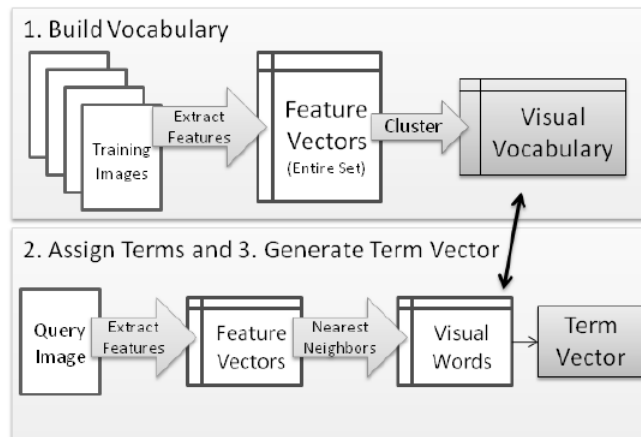 1. Build Vocabulary
Training
Images
Extract
Features
Feature
Vectors
(Entire Set)
Cluster
Visual
Vocabulary
2. Assign Terms and 3. Generate Term Vector
Query
Image
Extract
Features
Feature
Vectors
Nearest
Neighbors
Visual
Words
Term
Vector